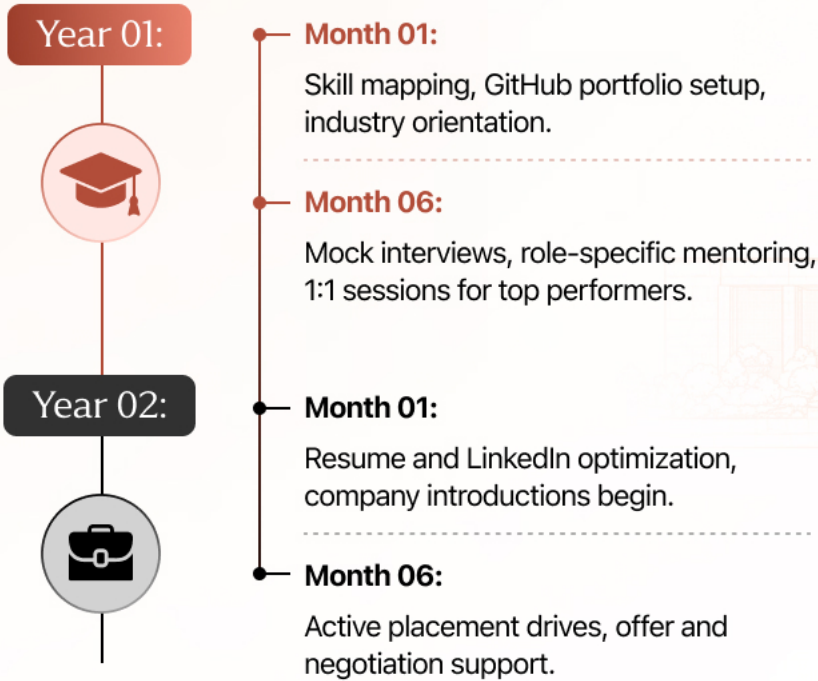 Year 01:
Month 01:
Skill mapping, GitHub portfolio setup,
industry orientation.
Month 06:
Mock interviews, role-specific mentoring,
1:1 sessions for top performers.
Year 02:
Month 01:
Resume and LinkedIn optimization,
company introductions begin.
Month 06:
Active placement drives, offer and
negotiation support.